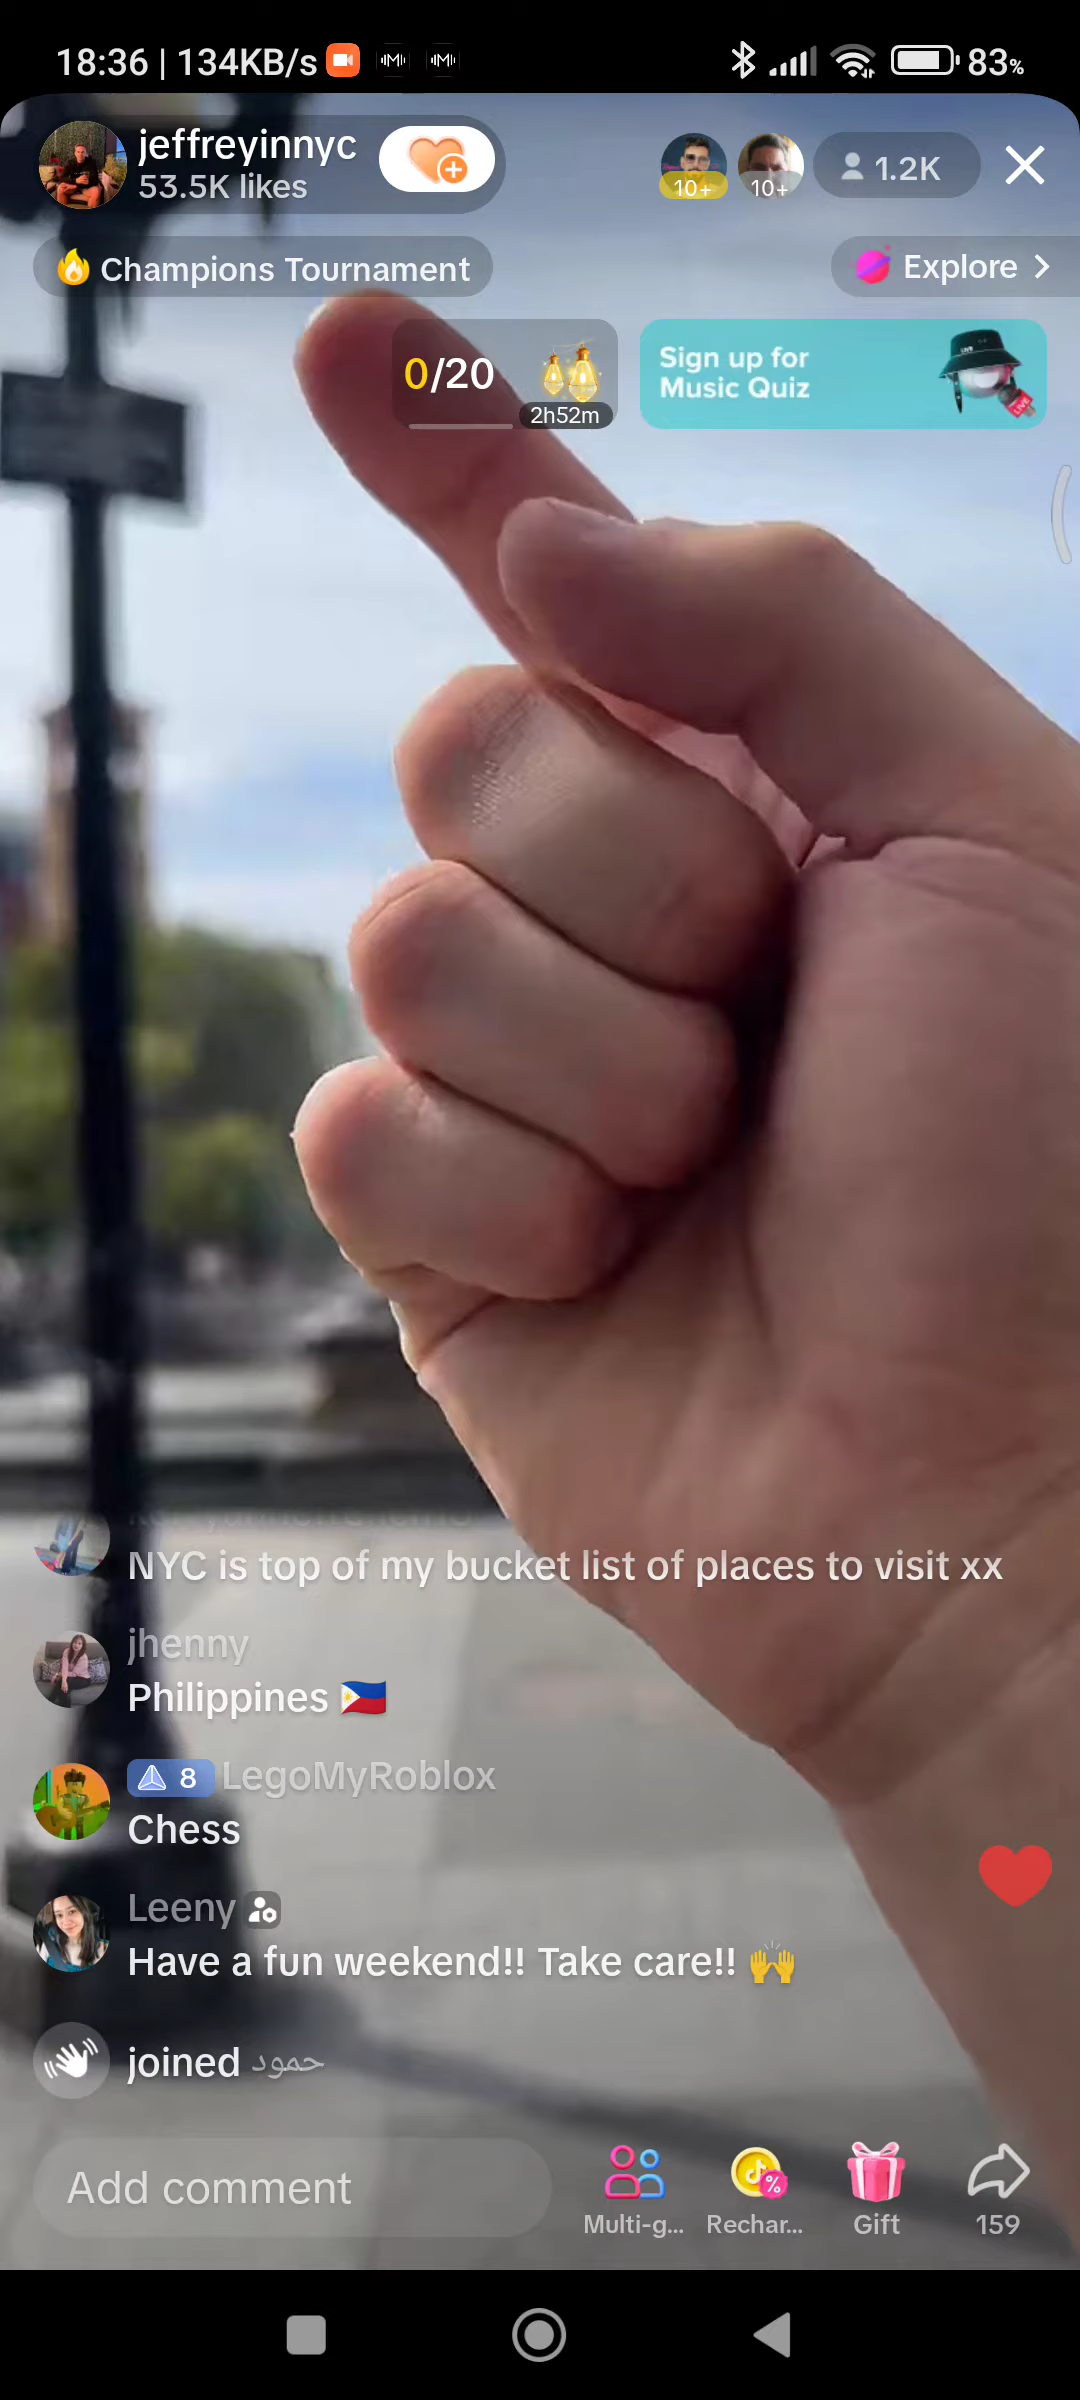 18:36 | 134KB/s
83%
jeffreyinnyc
53.5K likes
10+
10+
1.2K
Champions Tournament
Explore
0/20
2h52m
Sign up for
Music Quiz
LIVE
LIVE
NYC is top of my bucket list of places to visit xx
jhenny
Philippines 🇵🇭
8 LegoMyRoblox
Chess
Leeny
Have a fun weekend!! Take care!! 🙌
joined حمود
Add comment
Multi-g...
Rechar...
Gift
159